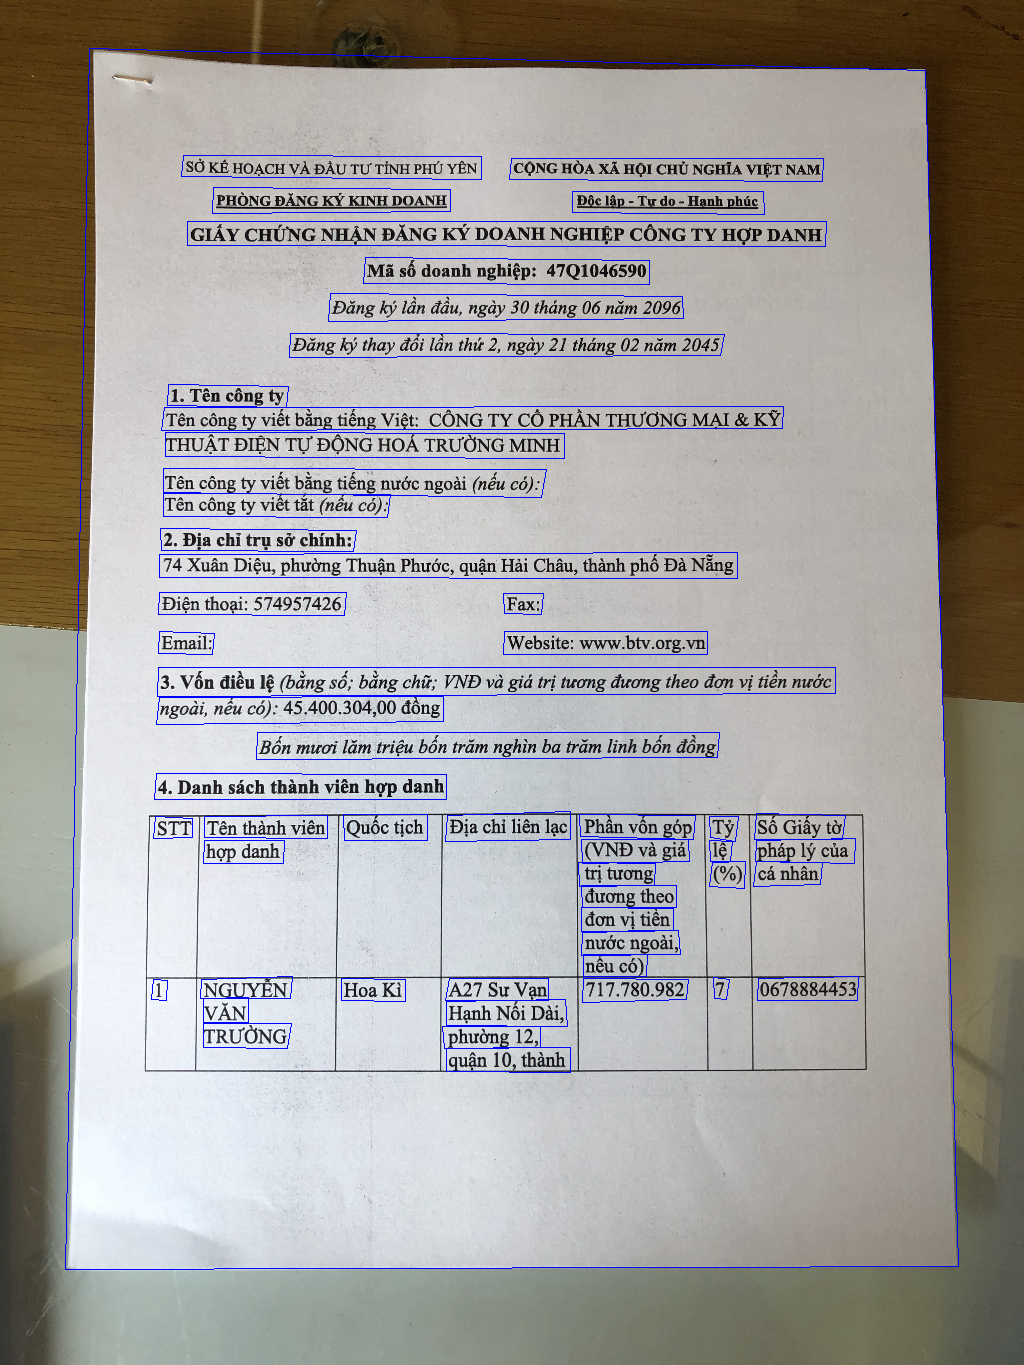 SỞ KẾ HOẠCH VÀ ĐẦU TƯ TỈNH PHÚ YÊN
CỘNG HÒA XÃ HỘI CHỦ NGHĨA VIỆT NAM
PHÒNG ĐĂNG KÝ KINH DOANH
Độc lập - Tự do - Hạnh phúc
GIẤY CHỨNG NHẬN ĐĂNG KÝ DOANH NGHIỆP CÔNG TY HỢP DANH
Mã số doanh nghiệp: 47Q1046590
Đăng ký lần đầu, ngày 30 tháng 06 năm 2096
Đăng ký thay đổi lần thứ 2, ngày 21 tháng 02 năm 2045
1. Tên công ty
Tên công ty viết bằng tiếng Việt: CÔNG TY CỔ PHẦN THƯƠNG MẠI & KỸ
THUẬT ĐIỆN TỰ ĐỘNG HOÁ TRƯỜNG MINH
Tên công ty viết bằng tiếng nước ngoài (nếu có):
Tên công ty viết tắt (nếu có):
2. Địa chỉ trụ sở chính:
74 Xuân Diệu, phường Thuận Phước, quận Hải Châu, thành phố Đà Nẵng
Điện thoại: 574957426
Fax:
Email:
Website: www.btv.org.vn
3. Vốn điều lệ (bằng số; bằng chữ; VNĐ và giá trị tương đương theo đơn vị tiền nước
ngoài, nếu có): 45.400.304,00 đồng
Bốn mươi lăm triệu bốn trăm nghìn ba trăm linh bốn đồng
4. Danh sách thành viên hợp danh
STT
Tên thành viên
hợp danh
Quốc tịch
Địa chỉ liên lạc
Phần vốn góp
(VNĐ và giá
trị tương
đương theo
đơn vị tiền
nước ngoài,
nếu có)
Tỷ
lệ
(%)
Số Giấy tờ
pháp lý của
cá nhân
1
NGUYỄN
VĂN
TRƯỜNG
Hoa Kì
A27 Sư Vạn
Hạnh Nối Dài,
phường 12,
quận 10, thành
717.780.982
7
0678884453